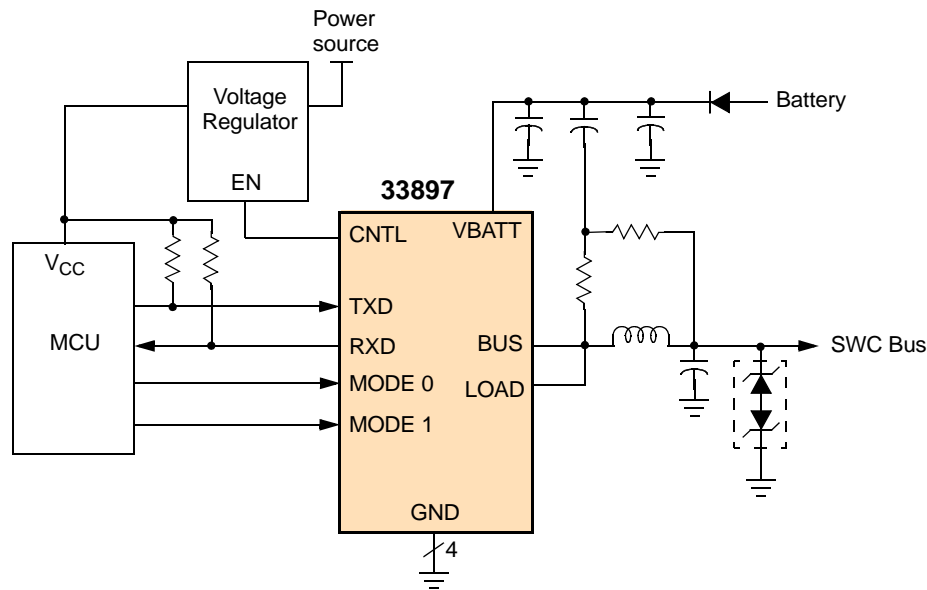 Power
source
Voltage
Regulator
EN
Battery
33897
CNTL
VBATT
VCC
MCU
TXD
RXD
MODE 0
MODE 1
BUS
LOAD
SWC Bus
GND
4